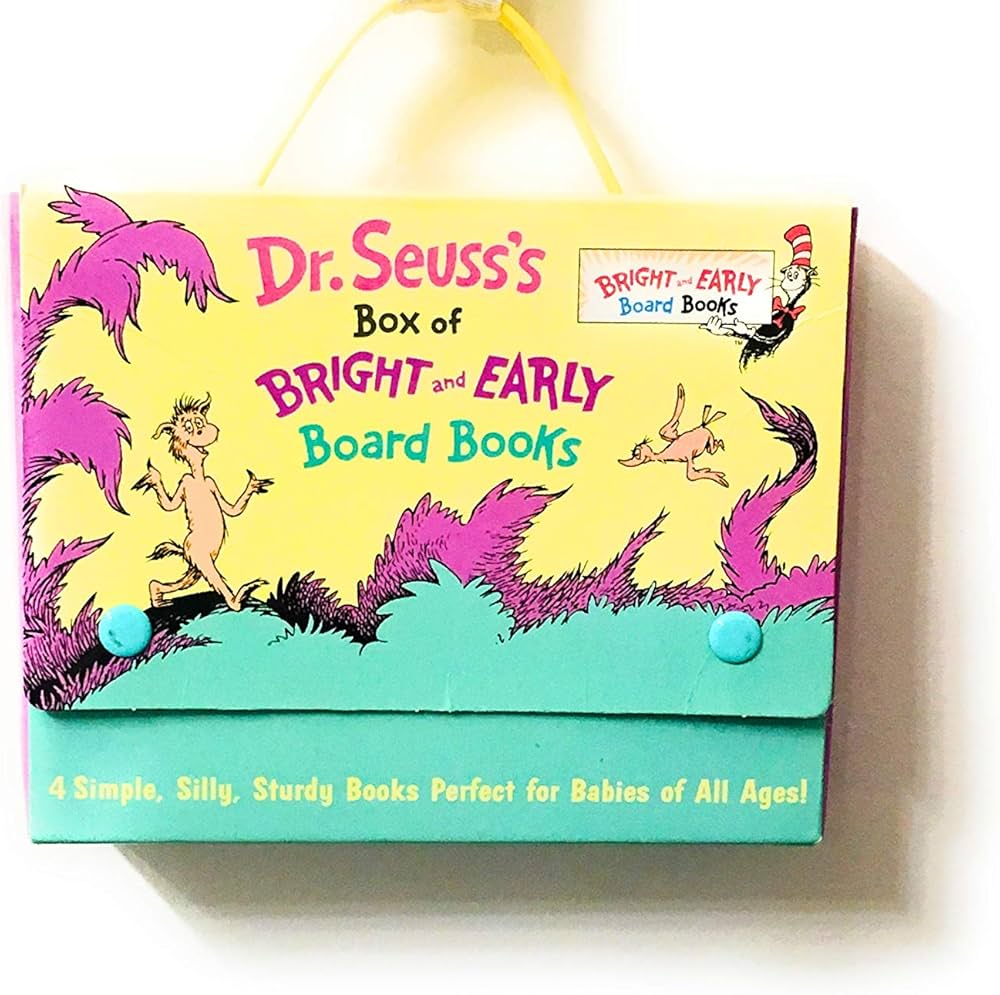 Dr. Seuss's
Box of
BRIGHT and EARLY
Board Books
BRIGHT and EARLY
Board Books
TM
4 Simple, Silly, Sturdy Books Perfect for Babies of All Ages!